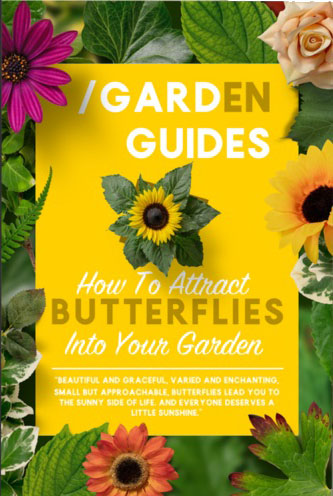 /GARDEN
GUIDES
How To Attract
BUTTERFLIES
Into Your Garden
"BEAUTIFUL AND GRACEFUL, VARIED AND ENCHANTING,
SMALL BUT APPROACHABLE, BUTTERFLIES LEAD YOU TO
THE SUNNY SIDE OF LIFE. AND EVERYONE DESERVES A
LITTLE SUNSHINE."